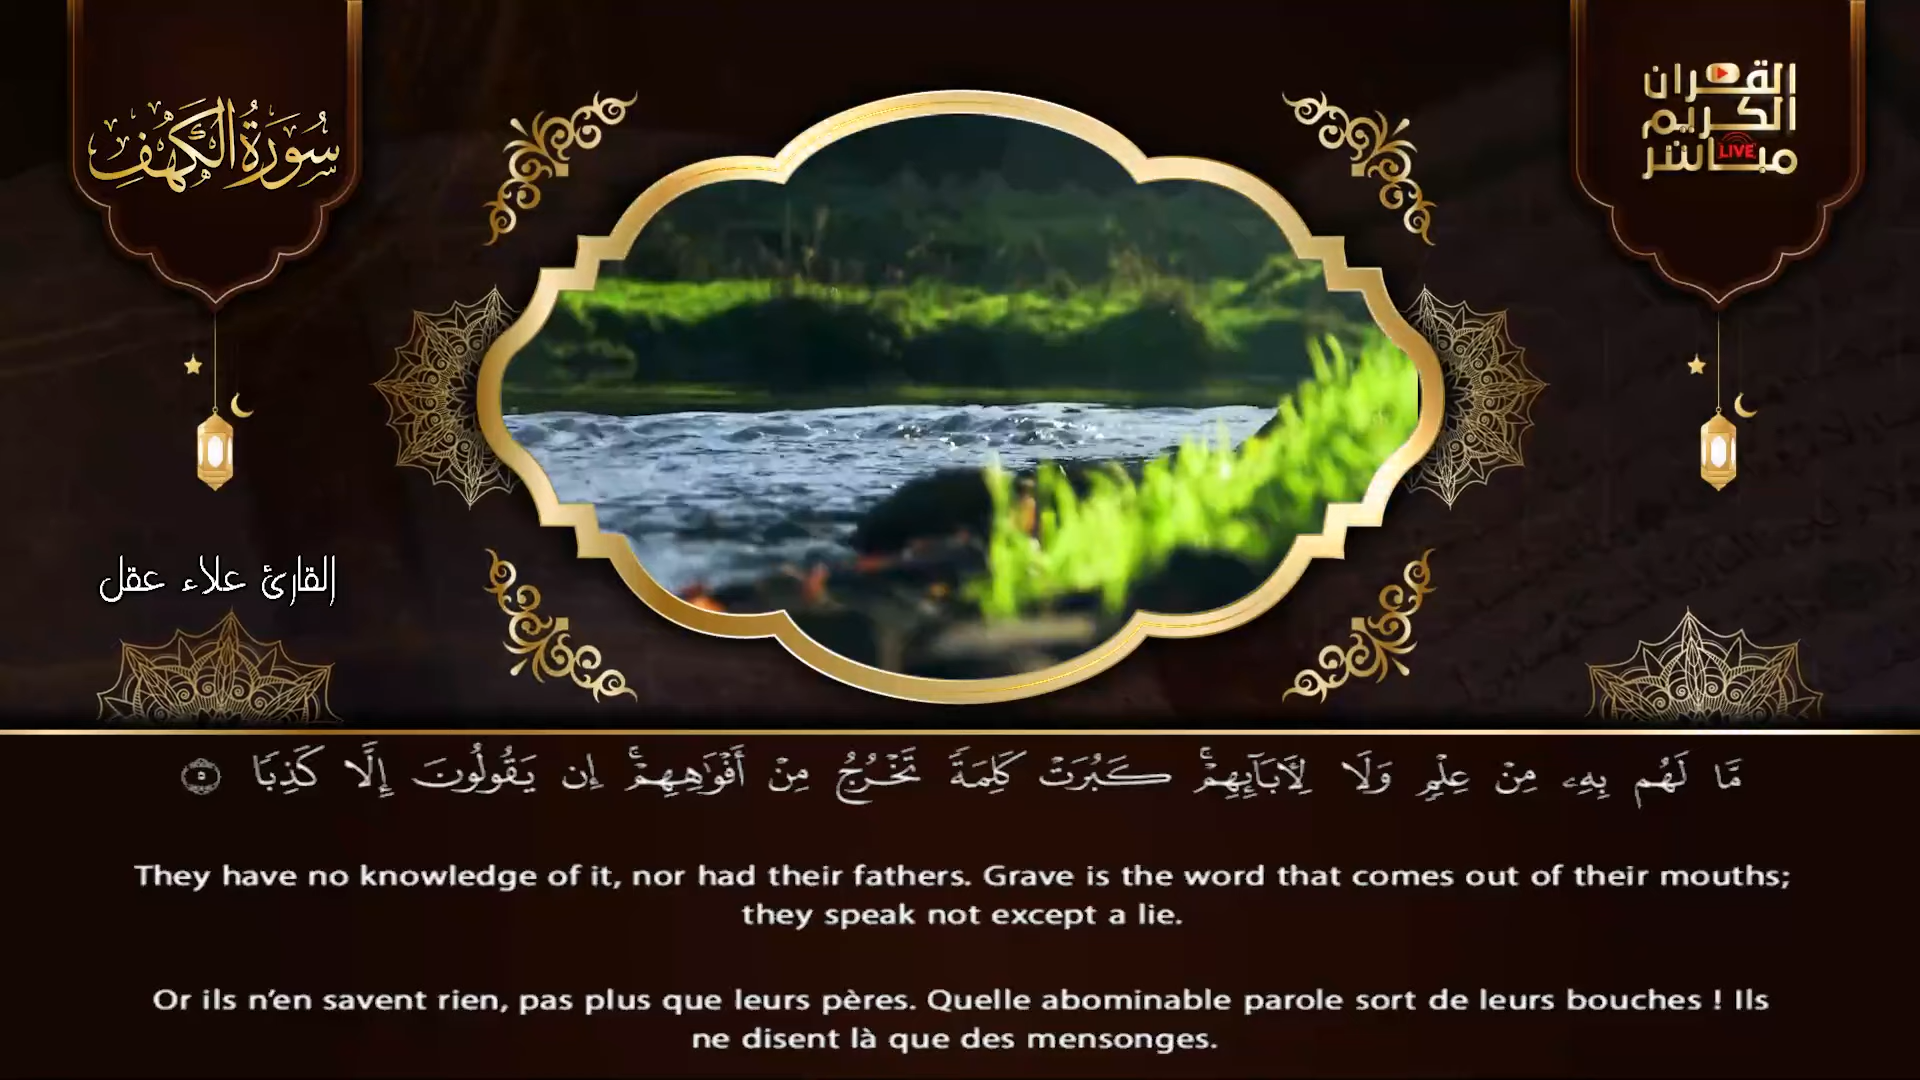 سُورَةُ الكَهْفِ
القران
الكريم
مباشر
LIVE
القارئ علاء عقل
مَّا لَهُم بِهِۦ مِنْ عِلْمٍ وَلَا لِأٓبَآئِهِمْ ۚ كَبُرَتْ كَلِمَةً تَخْرُجُ مِنْ أَفْوَٰهِهِمْ ۚ إِن يَقُولُونَ إِلَّا كَذِبًا ٥
They have no knowledge of it, nor had their fathers. Grave is the word that comes out of their mouths;
they speak not except a lie.
Or ils n’en savent rien, pas plus que leurs pères. Quelle abominable parole sort de leurs bouches ! Ils
ne disent là que des mensonges.